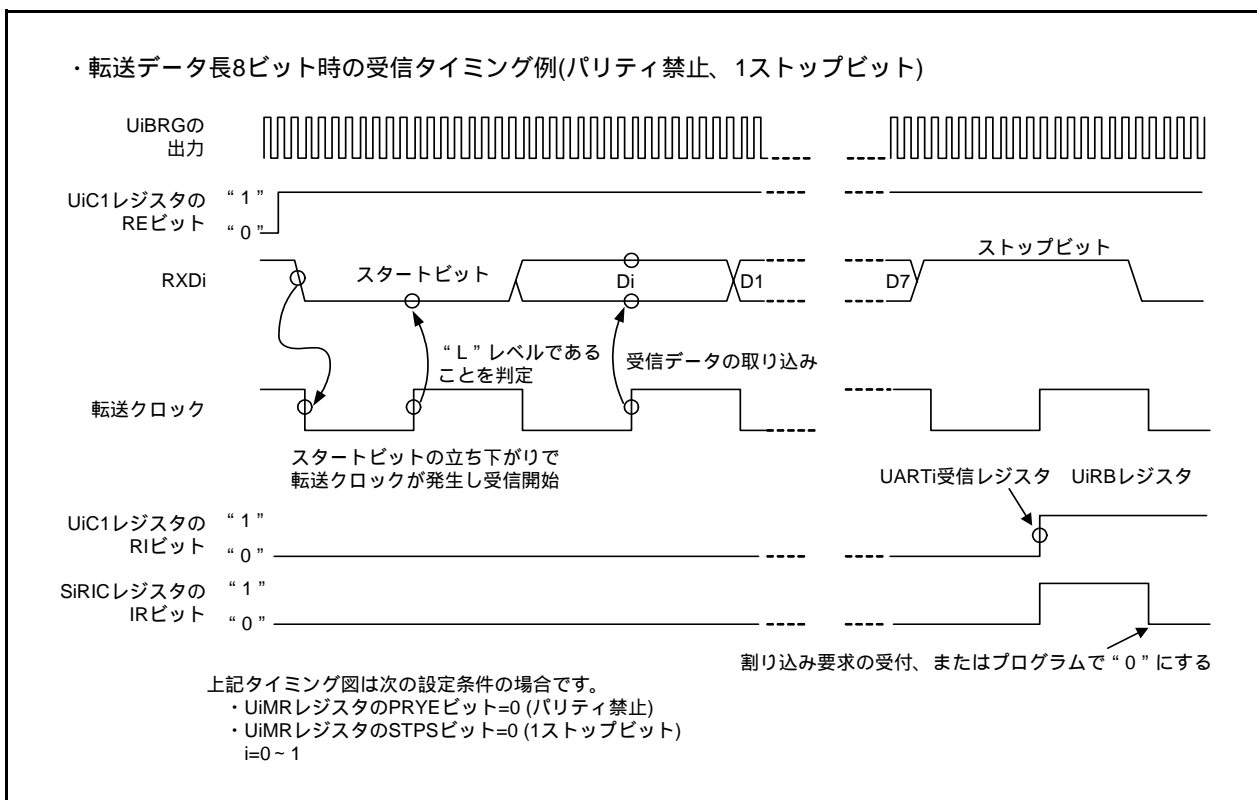 ・転送データ長8ビット時の受信タイミング例(パリティ禁止、1ストップビット)
UiBRGの
出力
UiC1レジスタの
REビット
“ 1 ”
“ 0 ”
RXDi
スタートビット
Di
D1
D7
ストップビット
“ L ” レベルである
ことを判定
受信データの取り込み
転送クロック
スタートビットの立ち下がりで
転送クロックが発生し受信開始
UARTi受信レジスタ UiRBレジスタ
UiC1レジスタの
RIビット
“ 1 ”
“ 0 ”
SiRICレジスタの
IRビット
“ 1 ”
“ 0 ”
割り込み要求の受付、またはプログラムで “ 0 ” にする
上記タイミング図は次の設定条件の場合です。
・UiMRレジスタのPRYEビット=0 (パリティ禁止)
・UiMRレジスタのSTPSビット=0 (1ストップビット)
i=0 ~ 1